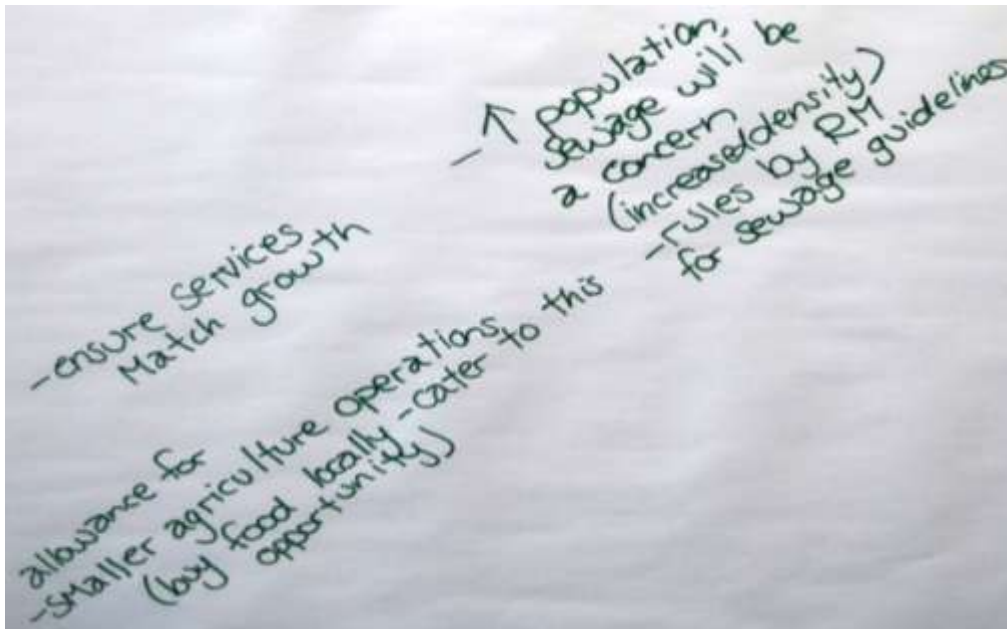 -ensure services
Match growth
-↑ population,
sewage will be
a concern
(increased density)
-rules by RM
for sewage guidelines
allowance for
-smaller agriculture operations
(buy food locally -cater to this
opportunity)